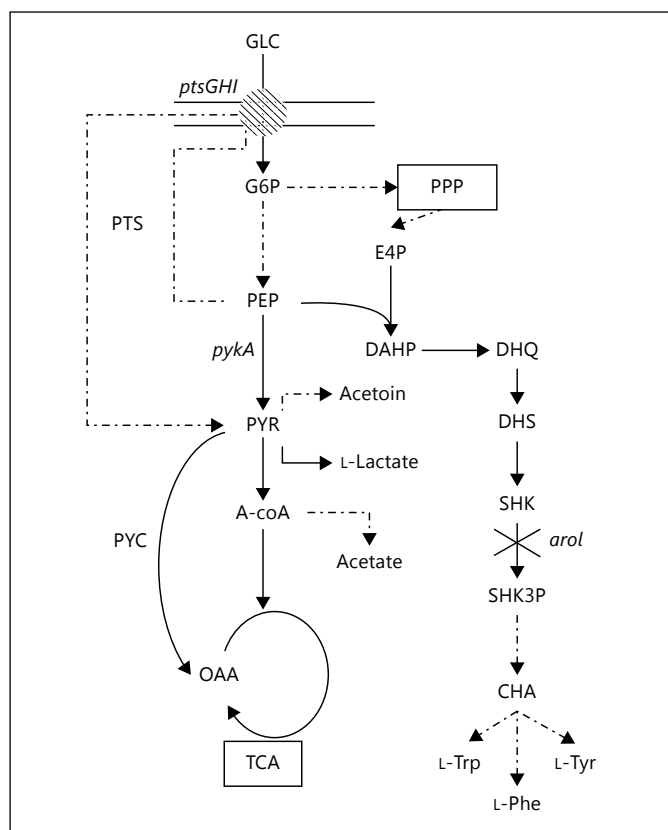 GLC
ptsGHI
G6P
PPP
PTS
E4P
PEP
pykA
DAHP
DHQ
Acetoin
PYR
DHS
L-Lactate
SHK
A-coA
PYC
aroI
Acetate
SHK3P
OAA
CHA
TCA
L-Trp
L-Tyr
L-Phe